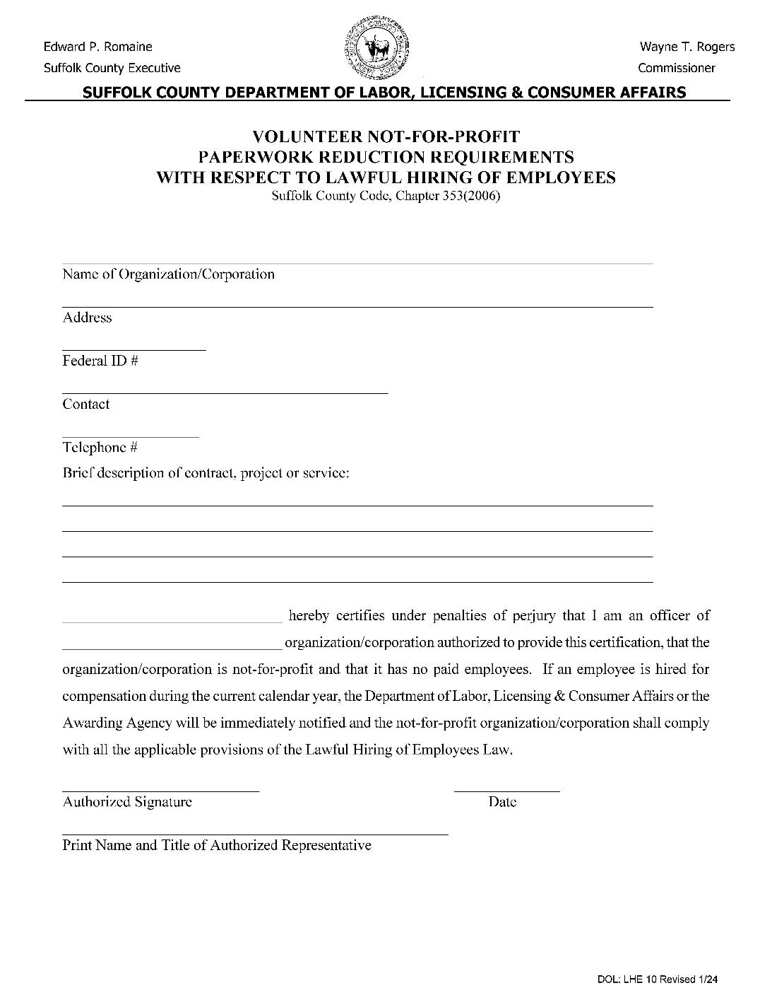 Edward P. Romaine
Suffolk County Executive
Wayne T. Rogers
Commissioner
SUFFOLK COUNTY DEPARTMENT OF LABOR, LICENSING & CONSUMER AFFAIRS
VOLUNTEER NOT-FOR-PROFIT
PAPERWORK REDUCTION REQUIREMENTS
WITH RESPECT TO LAWFUL HIRING OF EMPLOYEES
Suffolk County Code, Chapter 353(2006)
Name of Organization/Corporation
Address
Federal ID #
Contact
Telephone #
Brief description of contract, project or service:
hereby certifies under penalties of perjury that I am an officer of
organization/corporation authorized to provide this certification, that the
organization/corporation is not-for-profit and that it has no paid employees. If an employee is hired for
compensation during the current calendar year, the Department of Labor, Licensing & Consumer Affairs or the
Awarding Agency will be immediately notified and the not-for-profit organization/corporation shall comply
with all the applicable provisions of the Lawful Hiring of Employees Law.
Authorized Signature
Date
Print Name and Title of Authorized Representative
DOL: LHE 10 Revised 1/24